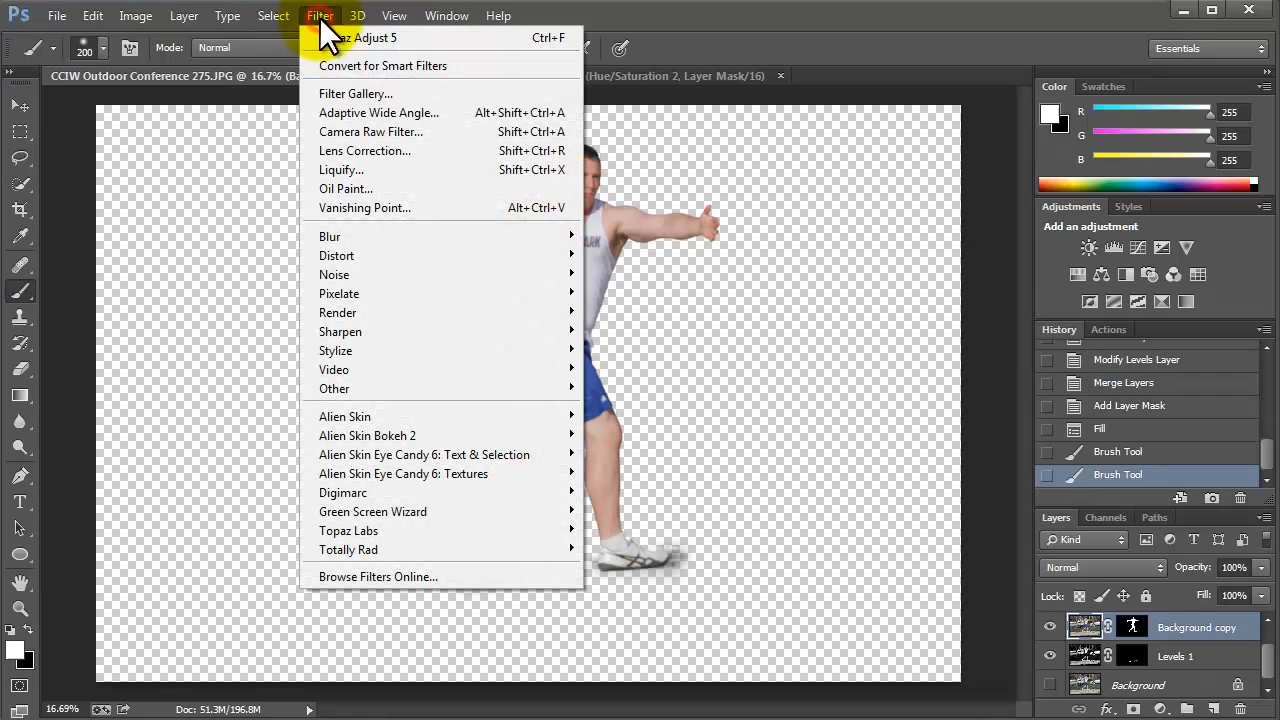 Ps File Edit Image Layer Type Select Filter 3D View Window Help
200 Mode: Normal Essentials
CCIW Outdoor Conference 275.JPG @ 16.7% (Ba (Hue/Saturation 2, Layer Mask/16) ×
Adjust 5 Ctrl+F
Convert for Smart Filters
Filter Gallery...
Adaptive Wide Angle... Alt+Shift+Ctrl+A
Camera Raw Filter... Shift+Ctrl+A
Lens Correction... Shift+Ctrl+R
Liquify... Shift+Ctrl+X
Oil Paint...
Vanishing Point... Alt+Ctrl+V
Blur
Distort
Noise
Pixelate
Render
Sharpen
Stylize
Video
Other
Alien Skin
Alien Skin Bokeh 2
Alien Skin Eye Candy 6: Text & Selection
Alien Skin Eye Candy 6: Textures
Digimarc
Green Screen Wizard
Topaz Labs
Totally Rad
Browse Filters Online...
Color Swatches
R 255
G 255
B 255
Adjustments Styles
Add an adjustment
History Actions
Modify Levels Layer
Merge Layers
Add Layer Mask
Fill
Brush Tool
Brush Tool
Layers Channels Paths
Kind
Normal Opacity: 100%
Lock: Fill: 100%
Background copy
Levels 1
Background
fx
16.69% Doc: 51.3M/196.8M